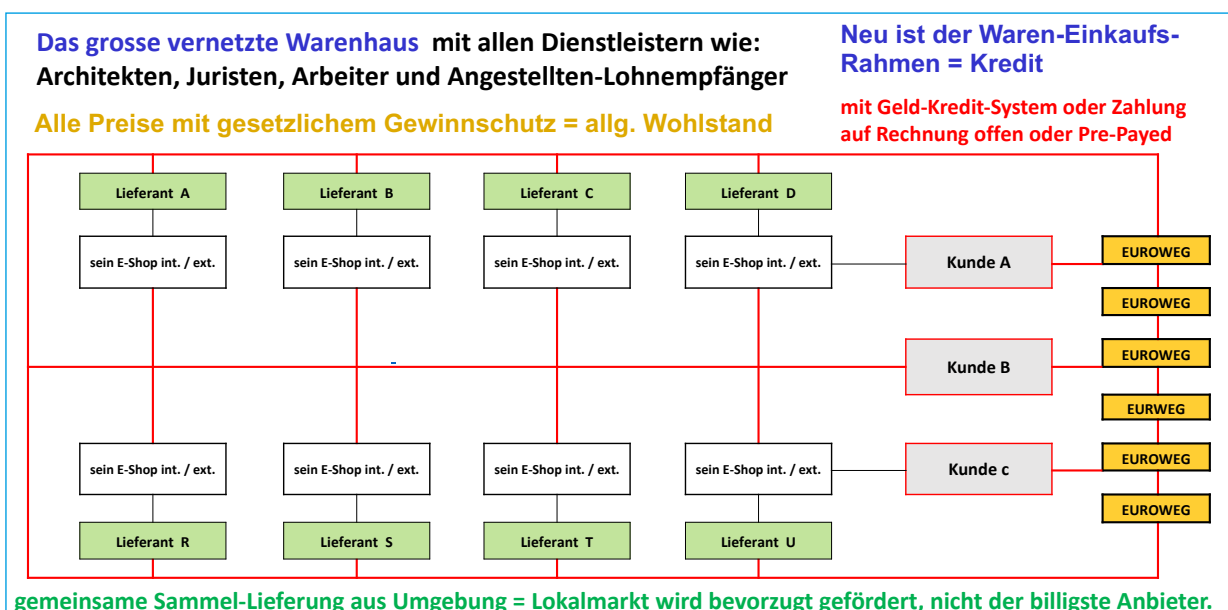 Das grosse vernetzte Warenhaus mit allen Dienstleistern wie:
Architekten, Juristen, Arbeiter und Angestellten-Lohnempfänger
Alle Preise mit gesetzlichem Gewinnschutz = allg. Wohlstand
Neu ist der Waren-Einkaufs-
Rahmen = Kredit
mit Geld-Kredit-System oder Zahlung
auf Rechnung offen oder Pre-Payed
Lieferant A
Lieferant B
Lieferant C
Lieferant D
sein E-Shop int. / ext.
sein E-Shop int. / ext.
sein E-Shop int. / ext.
sein E-Shop int. / ext.
Kunde A
EUROWEG
EUROWEG
Kunde B
EUROWEG
EURWEG
sein E-Shop int. / ext.
sein E-Shop int. / ext.
sein E-Shop int. / ext.
sein E-Shop int. / ext.
Kunde c
EUROWEG
EUROWEG
Lieferant R
Lieferant S
Lieferant T
Lieferant U
gemeinsame Sammel-Lieferung aus Umgebung = Lokalmarkt wird bevorzugt gefördert, nicht der billigste Anbieter.